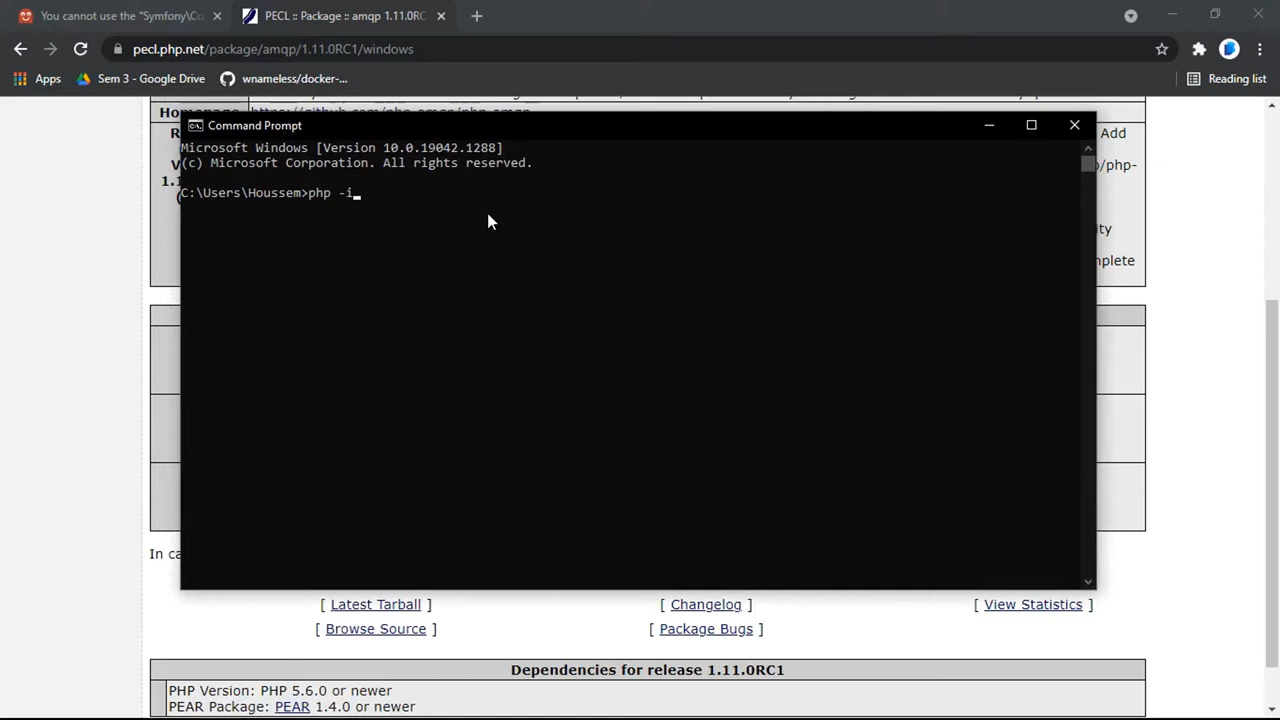 You cannot use the "Symfony\Co
PECL :: Package :: amqp 1.11.0RC1
pecl.php.net/package/amqp/1.11.0RC1/windows
Apps
Sem 3 - Google Drive
wnameless/docker-...
Reading list
Command Prompt
Add
Microsoft Windows [Version 10.0.19042.1288]
(c) Microsoft Corporation. All rights reserved.
p/php-
C:\Users\Houssem>php -i
ity
nplete
In ca
[ Latest Tarball ]
[ Changelog ]
[ View Statistics ]
[ Browse Source ]
[ Package Bugs ]
Dependencies for release 1.11.0RC1
PHP Version: PHP 5.6.0 or newer
PEAR Package: PEAR 1.4.0 or newer